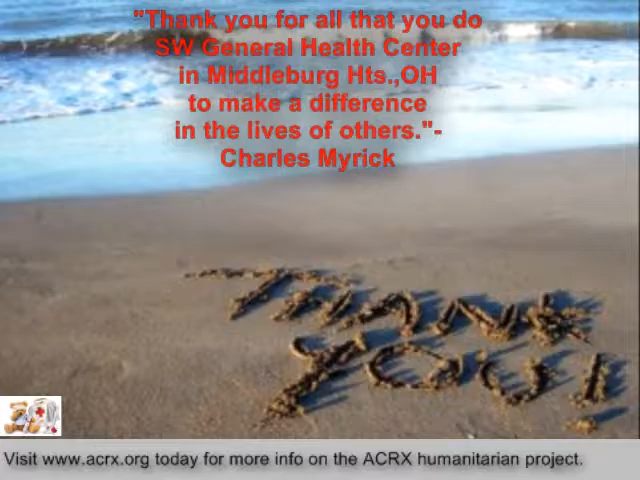 "Thank you for all that you do
SW General Health Center
in Middleburg Hts.,OH
to make a difference
in the lives of others."-
Charles Myrick
THANK
YOU!
Visit www.acrx.org today for more info on the ACRX humanitarian project.